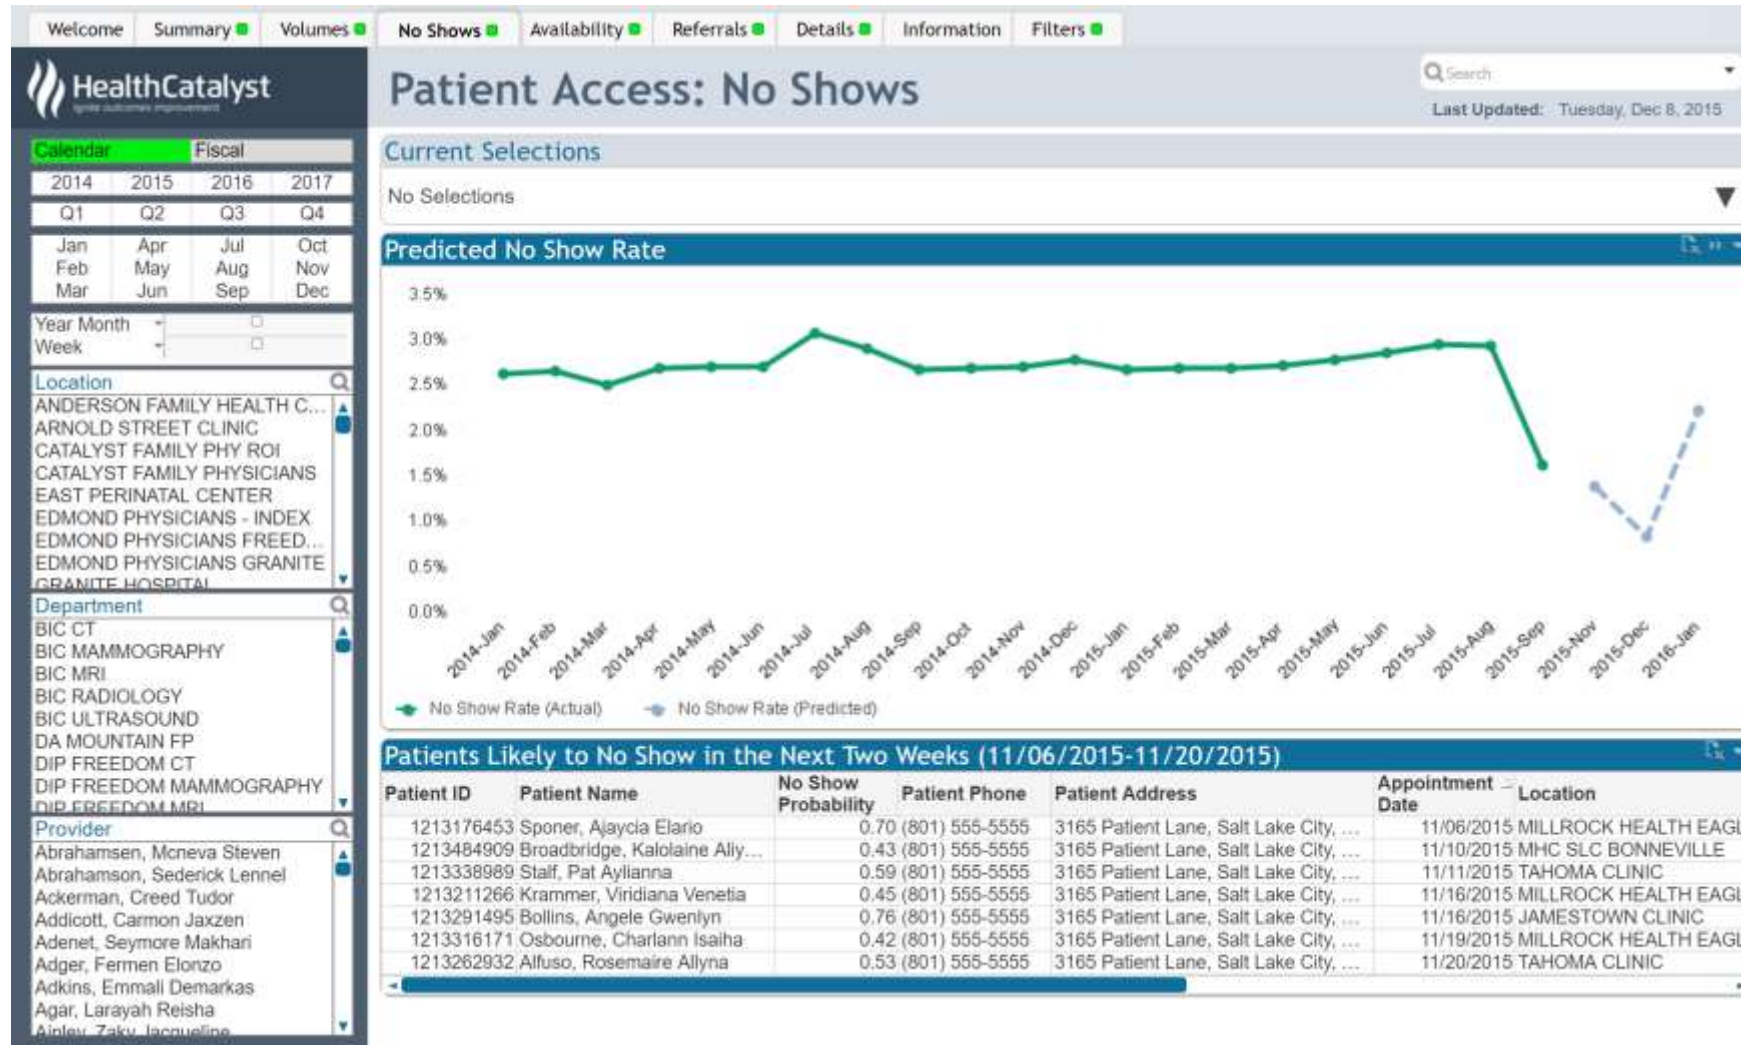 Welcome Summary Volumes No Shows Availability Referrals Details Information Filters
HealthCatalyst
Patient Access: No Shows
Search
Last Updated: Tuesday, Dec 8, 2015
Calendar Fiscal
2014 2015 2016 2017
Q1 Q2 Q3 Q4
Jan Apr Jul Oct
Feb May Aug Nov
Mar Jun Sep Dec
Year Month
Week
Location
ANDERSON FAMILY HEALTH C...
ARNOLD STREET CLINIC
CATALYST FAMILY PHY ROI
CATALYST FAMILY PHYSICIANS
EAST PERINATAL CENTER
EDMOND PHYSICIANS - INDEX
EDMOND PHYSICIANS FREED...
EDMOND PHYSICIANS GRANITE
GRANITE HOSPITAL
Department
BIC CT
BIC MAMMOGRAPHY
BIC MRI
BIC RADIOLOGY
BIC ULTRASOUND
DA MOUNTAIN FP
DIP FREEDOM CT
DIP FREEDOM MAMMOGRAPHY
DIP FREEDOM MRI
Provider
Abrahamsen, Mcneva Steven
Abrahamson, Sederick Lennel
Ackerman, Creed Tudor
Addicott, Carmon Jaxzen
Adenet, Seymore Makhari
Adger, Fermen Elonzo
Adkins, Emmali Demarkas
Agar, Larayah Reisha
Ainley, Zaky Jacqueline
Current Selections
No Selections
Predicted No Show Rate
3.5%
3.0%
2.5%
2.0%
1.5%
1.0%
0.5%
0.0%
2014-Jan 2014-Feb 2014-Mar 2014-Apr 2014-May 2014-Jun 2014-Jul 2014-Aug 2014-Sep 2014-Oct 2014-Nov 2014-Dec 2015-Jan 2015-Feb 2015-Mar 2015-Apr 2015-May 2015-Jun 2015-Jul 2015-Aug 2015-Sep 2015-Nov 2015-Dec 2016-Jan
No Show Rate (Actual) No Show Rate (Predicted)
Patients Likely to No Show in the Next Two Weeks (11/06/2015-11/20/2015)
Patient ID Patient Name No Show Probability Patient Phone Patient Address Appointment Date Location
1213176453 Sponer, Ajaycia Elario 0.70 (801) 555-5555 3165 Patient Lane, Salt Lake City, ... 11/06/2015 MILLROCK HEALTH EAGL
1213484909 Broadbridge, Kalolaine Aliy... 0.43 (801) 555-5555 3165 Patient Lane, Salt Lake City, ... 11/10/2015 MHC SLC BONNEVILLE
1213338989 Stalf, Pat Aylianna 0.59 (801) 555-5555 3165 Patient Lane, Salt Lake City, ... 11/11/2015 TAHOMA CLINIC
1213211266 Krammer, Viridiana Venetia 0.45 (801) 555-5555 3165 Patient Lane, Salt Lake City, ... 11/16/2015 MILLROCK HEALTH EAGL
1213291495 Bollins, Angele Gwenlyn 0.76 (801) 555-5555 3165 Patient Lane, Salt Lake City, ... 11/16/2015 JAMESTOWN CLINIC
1213316171 Osbourne, Charlann Isaiha 0.42 (801) 555-5555 3165 Patient Lane, Salt Lake City, ... 11/19/2015 MILLROCK HEALTH EAGL
1213262932 Alfuso, Rosemaire Allyna 0.53 (801) 555-5555 3165 Patient Lane, Salt Lake City, ... 11/20/2015 TAHOMA CLINIC